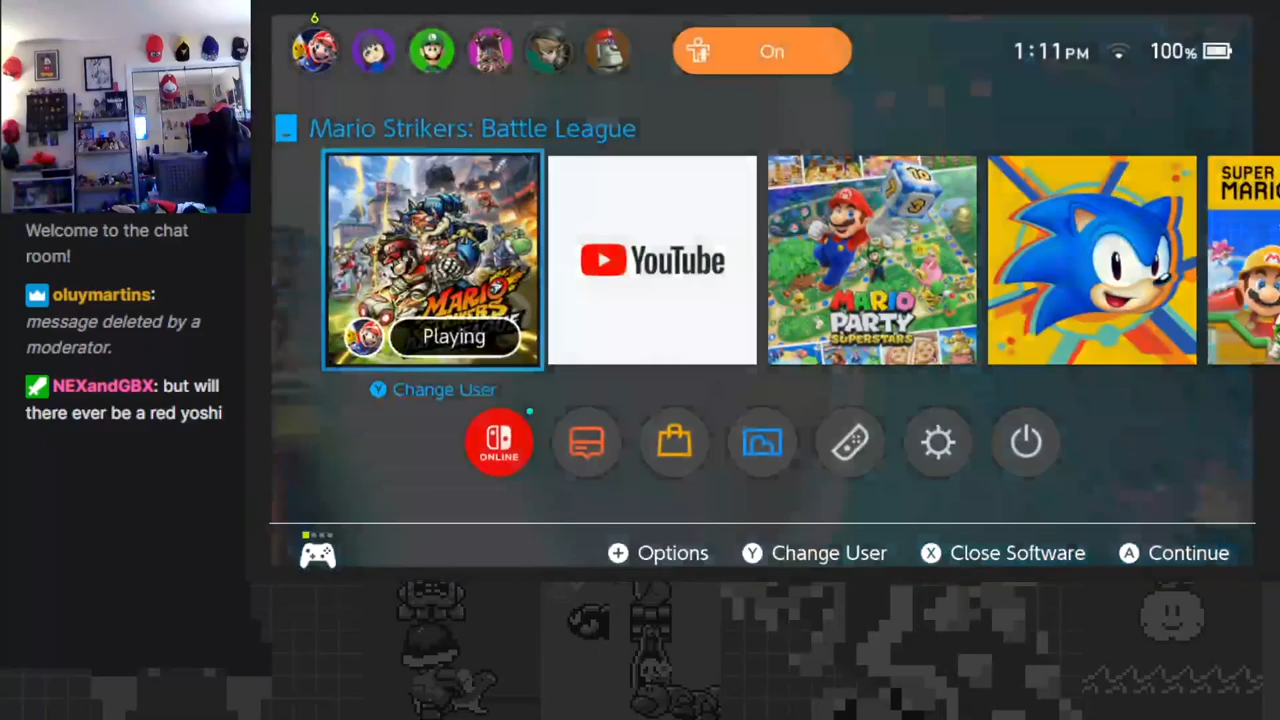 6
On
1:11PM
100%
Mario Strikers: Battle League
MARIO
STRIKERS
Playing
YouTube
MARIO
PARTY
SUPERSTARS
SUPER
Welcome to the chat
room!
oluymartins:
message deleted by a
moderator.
NEXandGBX: but will
there ever be a red yoshi
Y Change User
ONLINE
+ Options
Y Change User
X Close Software
A Continue